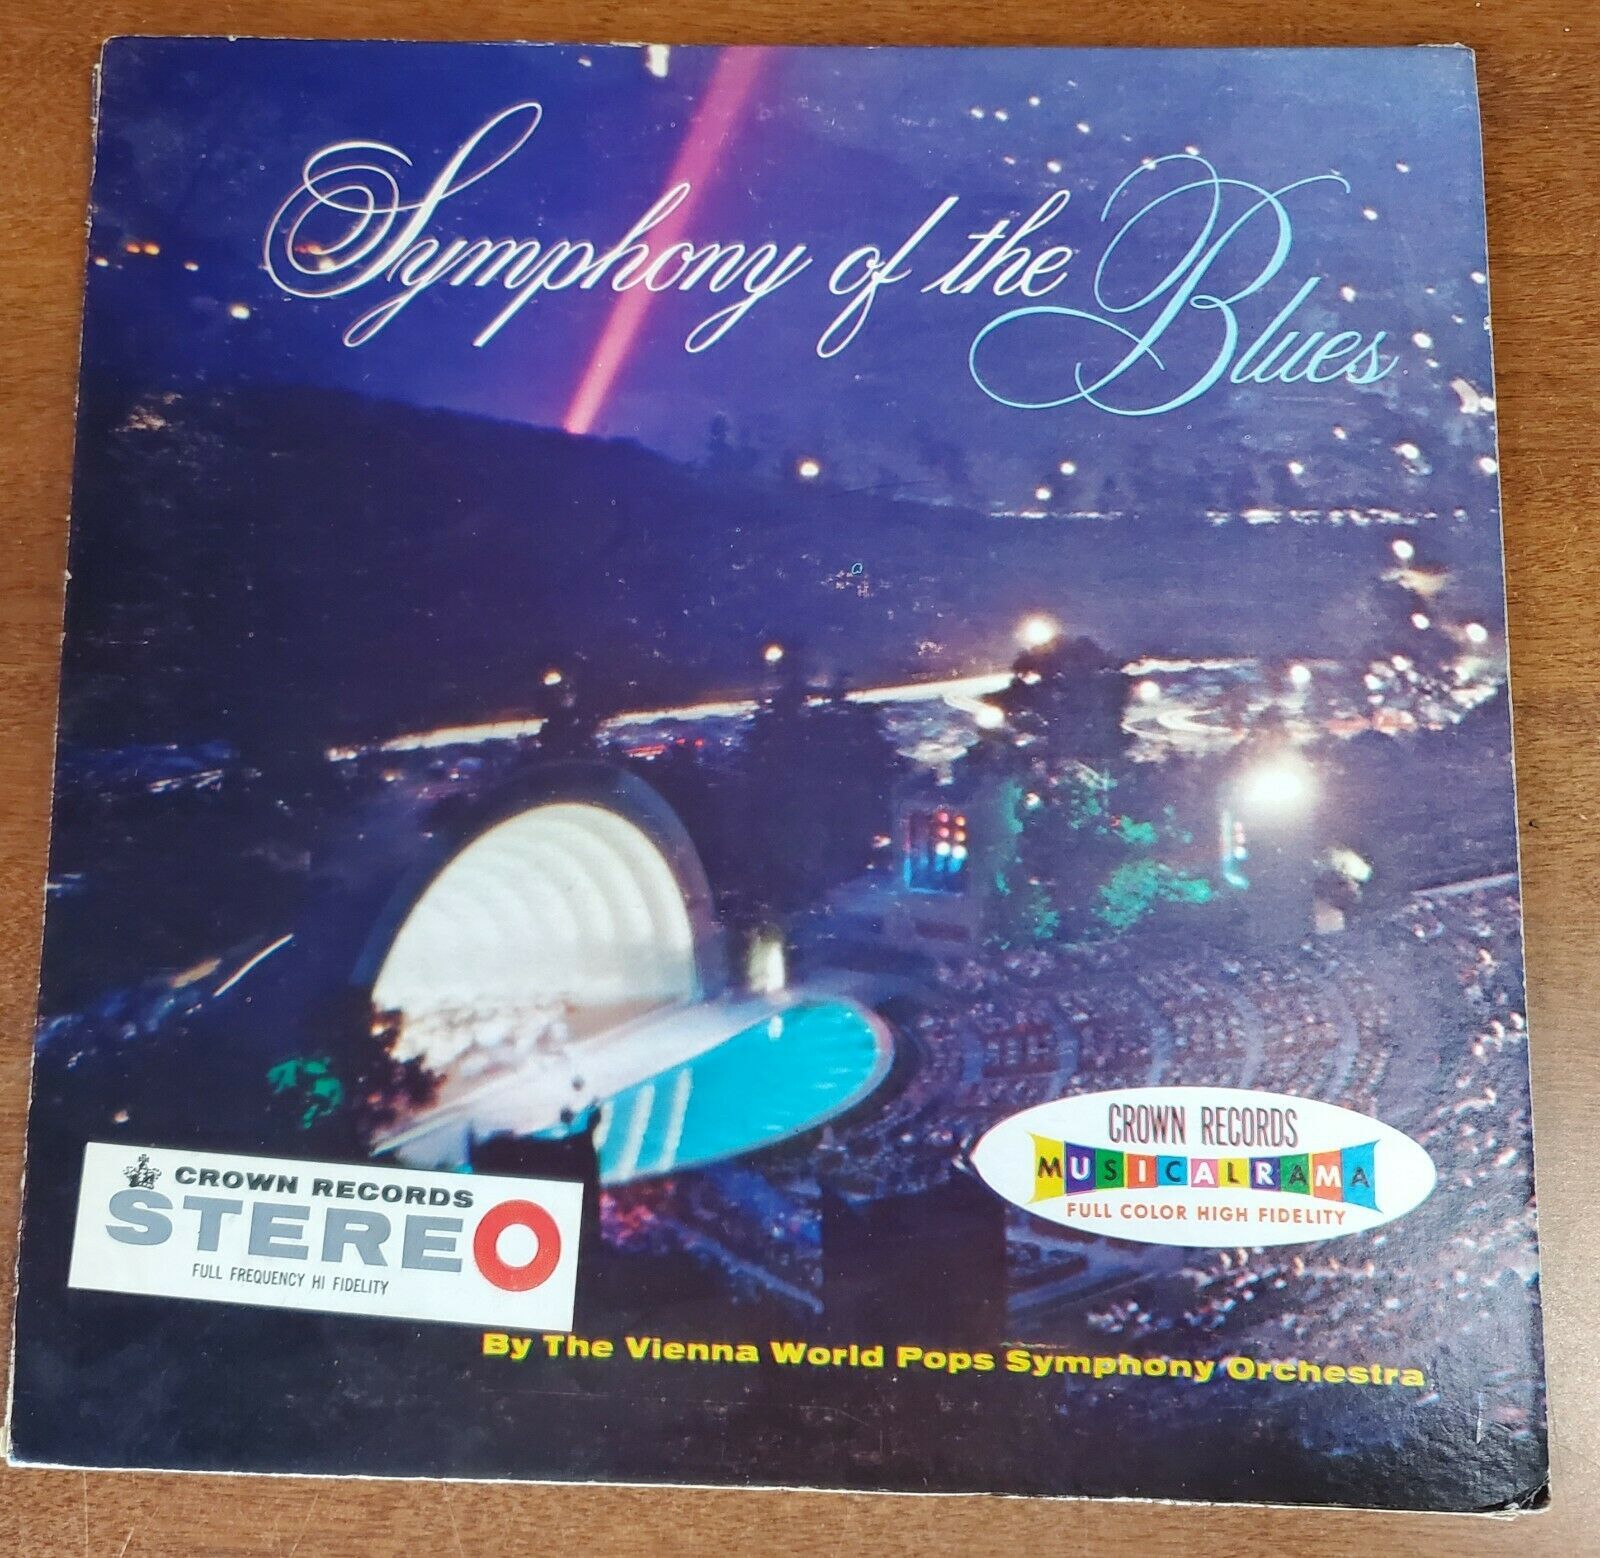 Symphony of the Blues
CROWN RECORDS
MUSICALRAMA
FULL COLOR HIGH FIDELITY
CROWN RECORDS
STEREO
FULL FREQUENCY HI FIDELITY
By The Vienna World Pops Symphony Orchestra